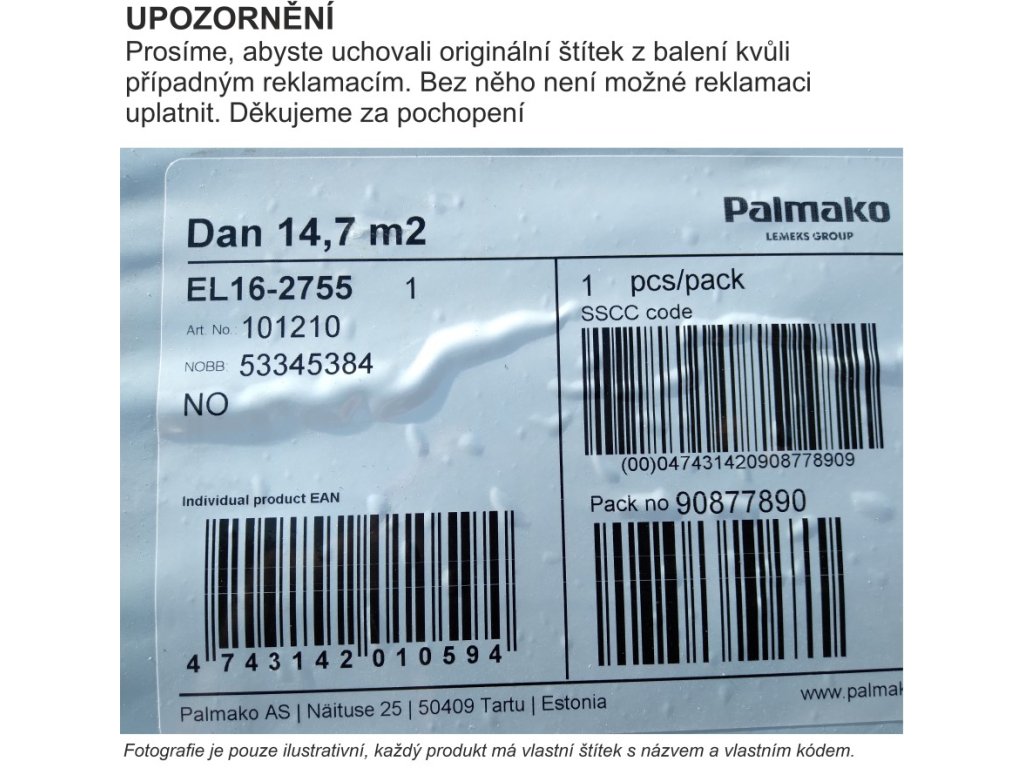 UPOZORNĚNÍ
Prosíme, abyste uchovali originální štítek z balení kvůli
případným reklamacím. Bez něho není možné reklamaci
uplatnit. Děkujeme za pochopení
Palmako
LEMEKS GROUP
Dan 14,7 m2
EL16-2755 1
Art. No.: 101210
NOBB: 53345384
NO
1 pcs/pack
SSCC code
(00)047431420908778909
Individual product EAN
4 743142 010594
Pack no 90877890
Palmako AS | Näituse 25 | 50409 Tartu | Estonia
www.palmak
Fotografie je pouze ilustrativní, každý produkt má vlastní štítek s názvem a vlastním kódem.